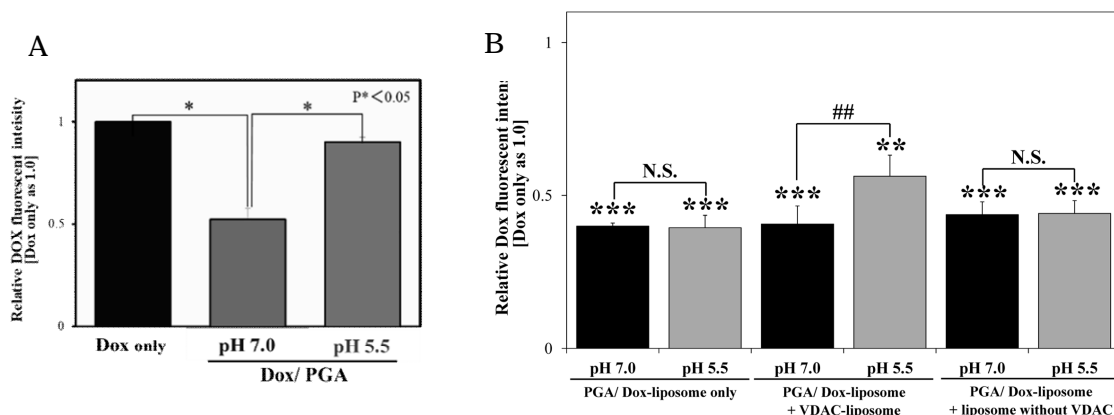 A
Relative DOX fluorescent inteisity
[Dox only as 1.0]
P*<0.05
*
*
1
0.5
0
Dox only
pH 7.0
pH 5.5
Dox/ PGA
B
Relative Dox fluorescent intens
[Dox only as 1.0]
1
0.5
0
N.S.
##
N.S.
***
***
***
**
***
***
pH 7.0
pH 5.5
pH 7.0
pH 5.5
pH 7.0
pH 5.5
PGA/ Dox-liposome only
PGA/ Dox-liposome
+ VDAC-liposome
PGA/ Dox-liposome
+ liposome without VDAC